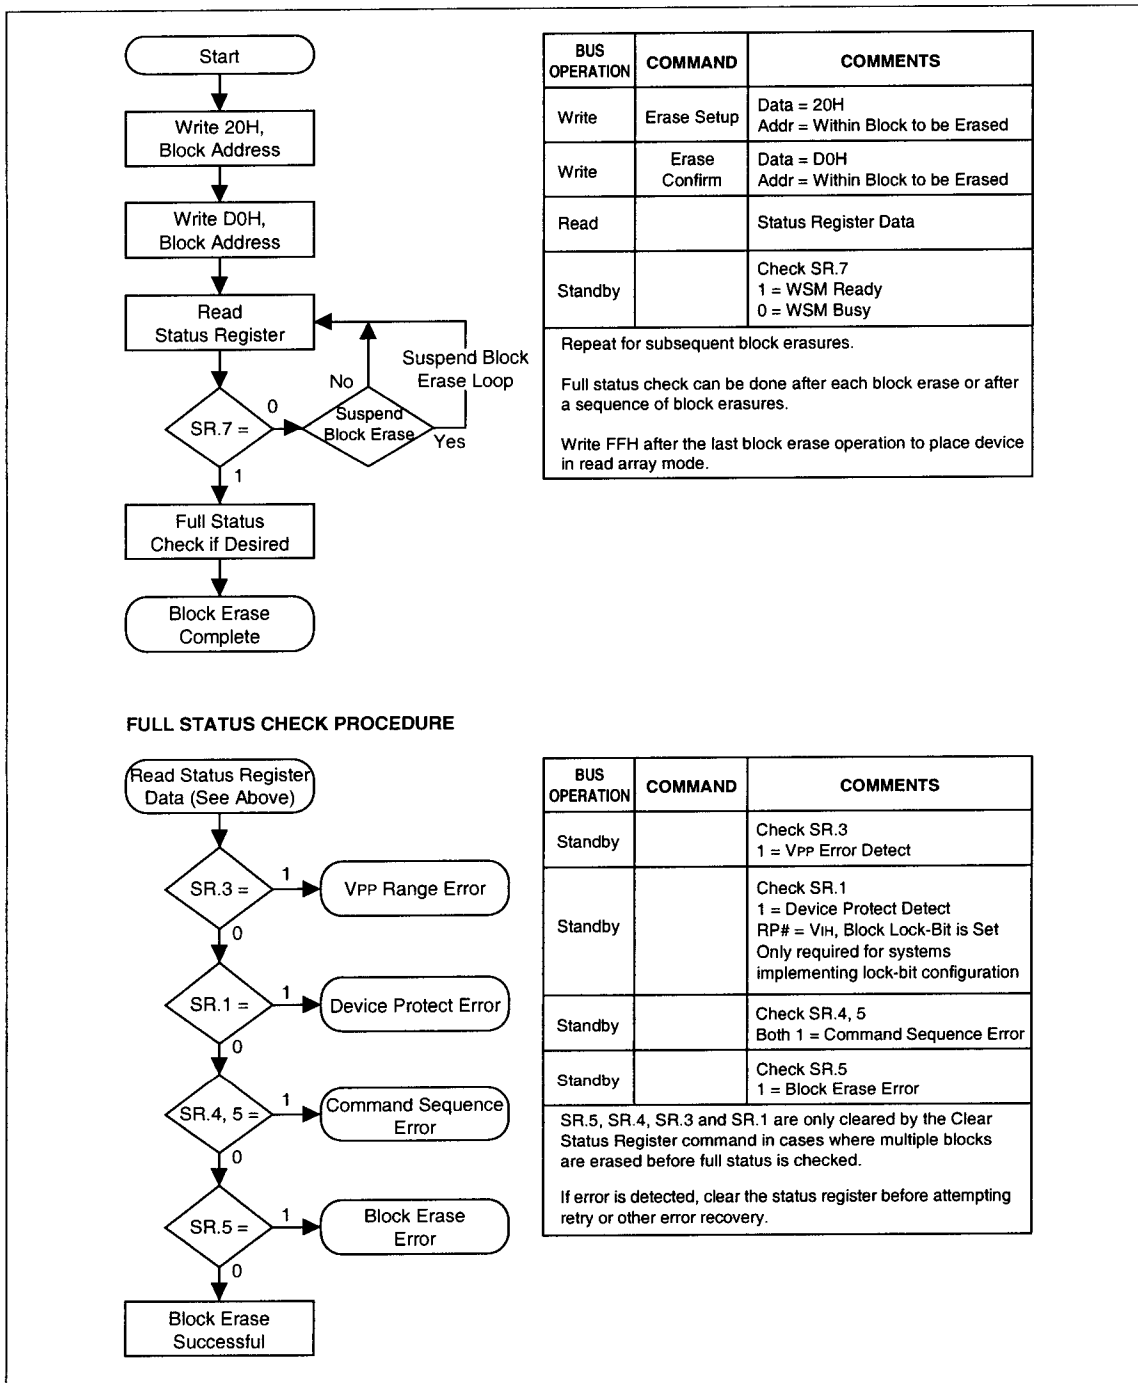 Start
Write 20H,
Block Address
Write D0H,
Block Address
Read
Status Register
Suspend Block
Erase Loop
No
0
SR.7 =
Suspend
Block Erase
Yes
1
Full Status
Check if Desired
Block Erase
Complete
BUS OPERATION COMMAND COMMENTS
Write Erase Setup Data = 20H
Addr = Within Block to be Erased
Write Erase Confirm Data = D0H
Addr = Within Block to be Erased
Read Status Register Data
Check SR.7
Standby 1 = WSM Ready
0 = WSM Busy
Repeat for subsequent block erasures.
Full status check can be done after each block erase or after
a sequence of block erasures.
Write FFH after the last block erase operation to place device
in read array mode.
FULL STATUS CHECK PROCEDURE
Read Status Register
Data (See Above)
SR.3 =
1
VPP Range Error
0
SR.1 =
1
Device Protect Error
0
SR.4, 5 =
1
Command Sequence
Error
0
SR.5 =
1
Block Erase
Error
0
Block Erase
Successful
BUS OPERATION COMMAND COMMENTS
Standby Check SR.3
1 = VPP Error Detect
Check SR.1
1 = Device Protect Detect
Standby RP# = VIH, Block Lock-Bit is Set
Only required for systems
implementing lock-bit configuration
Standby Check SR.4, 5
Both 1 = Command Sequence Error
Standby Check SR.5
1 = Block Erase Error
SR.5, SR.4, SR.3 and SR.1 are only cleared by the Clear
Status Register command in cases where multiple blocks
are erased before full status is checked.
If error is detected, clear the status register before attempting
retry or other error recovery.